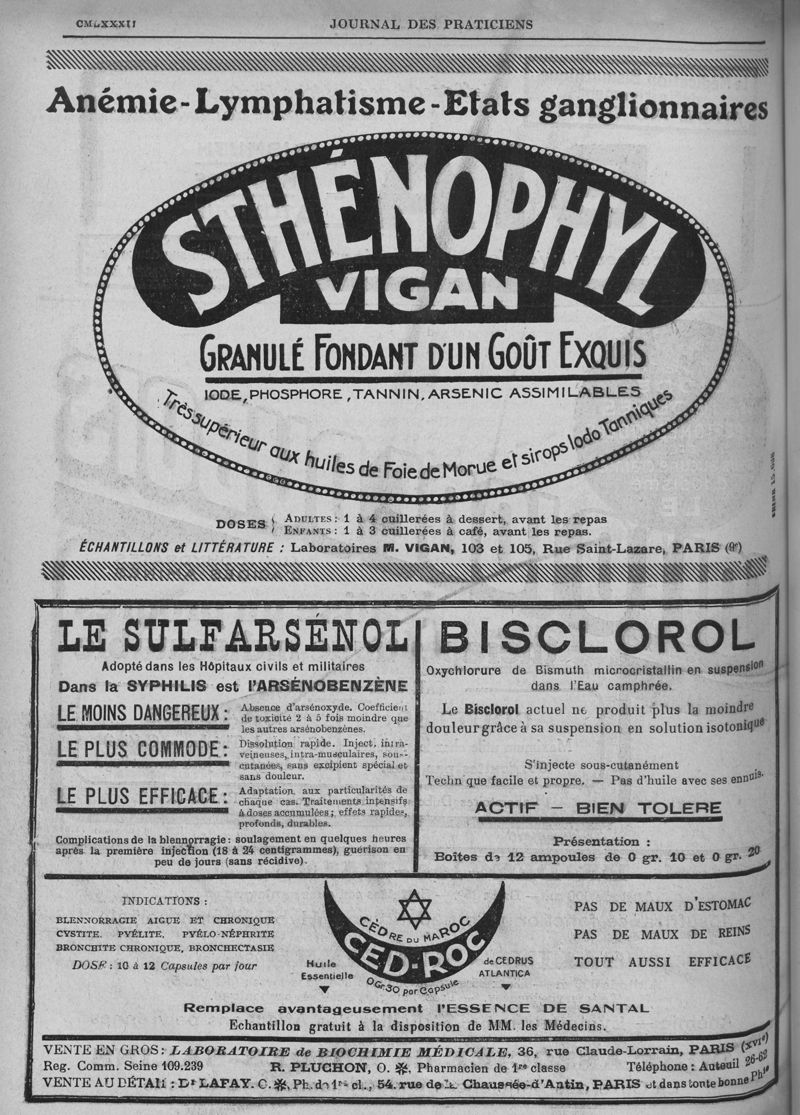 JOURNAL DES PRATICIENS
Anémie - Lymphatisme - Etats ganglionnaires
STHÉNOPHYL
VIGAN
GRANULÉ FONDANT D'UN GOÛT EXQUIS
IODE, PHOSPHORE, TANNIN, ARSENIC ASSIMILABLES
Très supérieur aux huiles de Foie de Morue et sirops Iodo Tanniques
DOSES { ADULTES : 1 à 4 cuillerées à dessert, avant les repas
ENFANTS : 1 à 3 cuillerées à café, avant les repas.
ÉCHANTILLONS et LITTÉRATURE : Laboratoires M. VIGAN, 103 et 105, Rue Saint-Lazare, PARIS (9e)
LE SULFARSÉNOL
Adopté dans les Hôpitaux civils et militaires
Dans la SYPHILIS est l'ARSÉNOBENZÈNE
LE MOINS DANGEREUX :
Absence d'arsénoxyde. Coefficient
de toxicité 2 à 5 fois moindre que
les autres arsénobenzènes.
LE PLUS COMMODE :
Dissolution rapide. Inject. intra-
veineuses, intra-musculaires, sous-
cutanées, sans excipient spécial et
sans douleur.
LE PLUS EFFICACE :
Adaptation aux particularités de
chaque cas. Traitements intensifs
à doses accumulées ; effets rapides,
profonds, durables.
Complications de la blennorragie : soulagement en quelques heures
après la première injection (18 à 24 centigrammes), guérison en
peu de jours (sans récidive).
BISCLOROL
Oxychlorure de Bismuth microcristallin en suspension
dans l'Eau camphrée.
Le Bisclorol actuel ne produit plus la moindre
douleur grâce à sa suspension en solution isotonique
S'injecte sous-cutanément
Techn que facile et propre. — Pas d'huile avec ses ennuis.
ACTIF — BIEN TOLERE
Présentation :
Boîtes de 12 ampoules de 0 gr. 10 et 0 gr. 20
INDICATIONS :
BLENNORRAGIE AIGUE ET CHRONIQUE
CYSTITE, PYÉLITE, PYÉLO-NÉPHRITE
BRONCHITE CHRONIQUE, BRONCHECTASIE
DOSE : 10 à 12 Capsules par jour
CÈDRE DU MAROC
CED-ROC
0Gr30 par Capsule
Huile
Essentielle
de CEDRUS
ATLANTICA
PAS DE MAUX D'ESTOMAC
PAS DE MAUX DE REINS
TOUT AUSSI EFFICACE
Remplace avantageusement l'ESSENCE DE SANTAL
Echantillon gratuit à la disposition de MM. les Médecins.
VENTE EN GROS : LABORATOIRE de BIOCHIMIE MÉDICALE, 36, rue Claude-Lorrain, PARIS (XVIe)
Reg. Comm. Seine 109.239 R. PLUCHON, O. ✻, Pharmacien de 1re classe Téléphone : Auteuil 26-62
VENTE AU DÉTAIL : Dr LAFAY, C. ✻, Ph. de 1re cl., 54, rue de la Chaussée-d'Antin, PARIS et dans toute bonne Phie